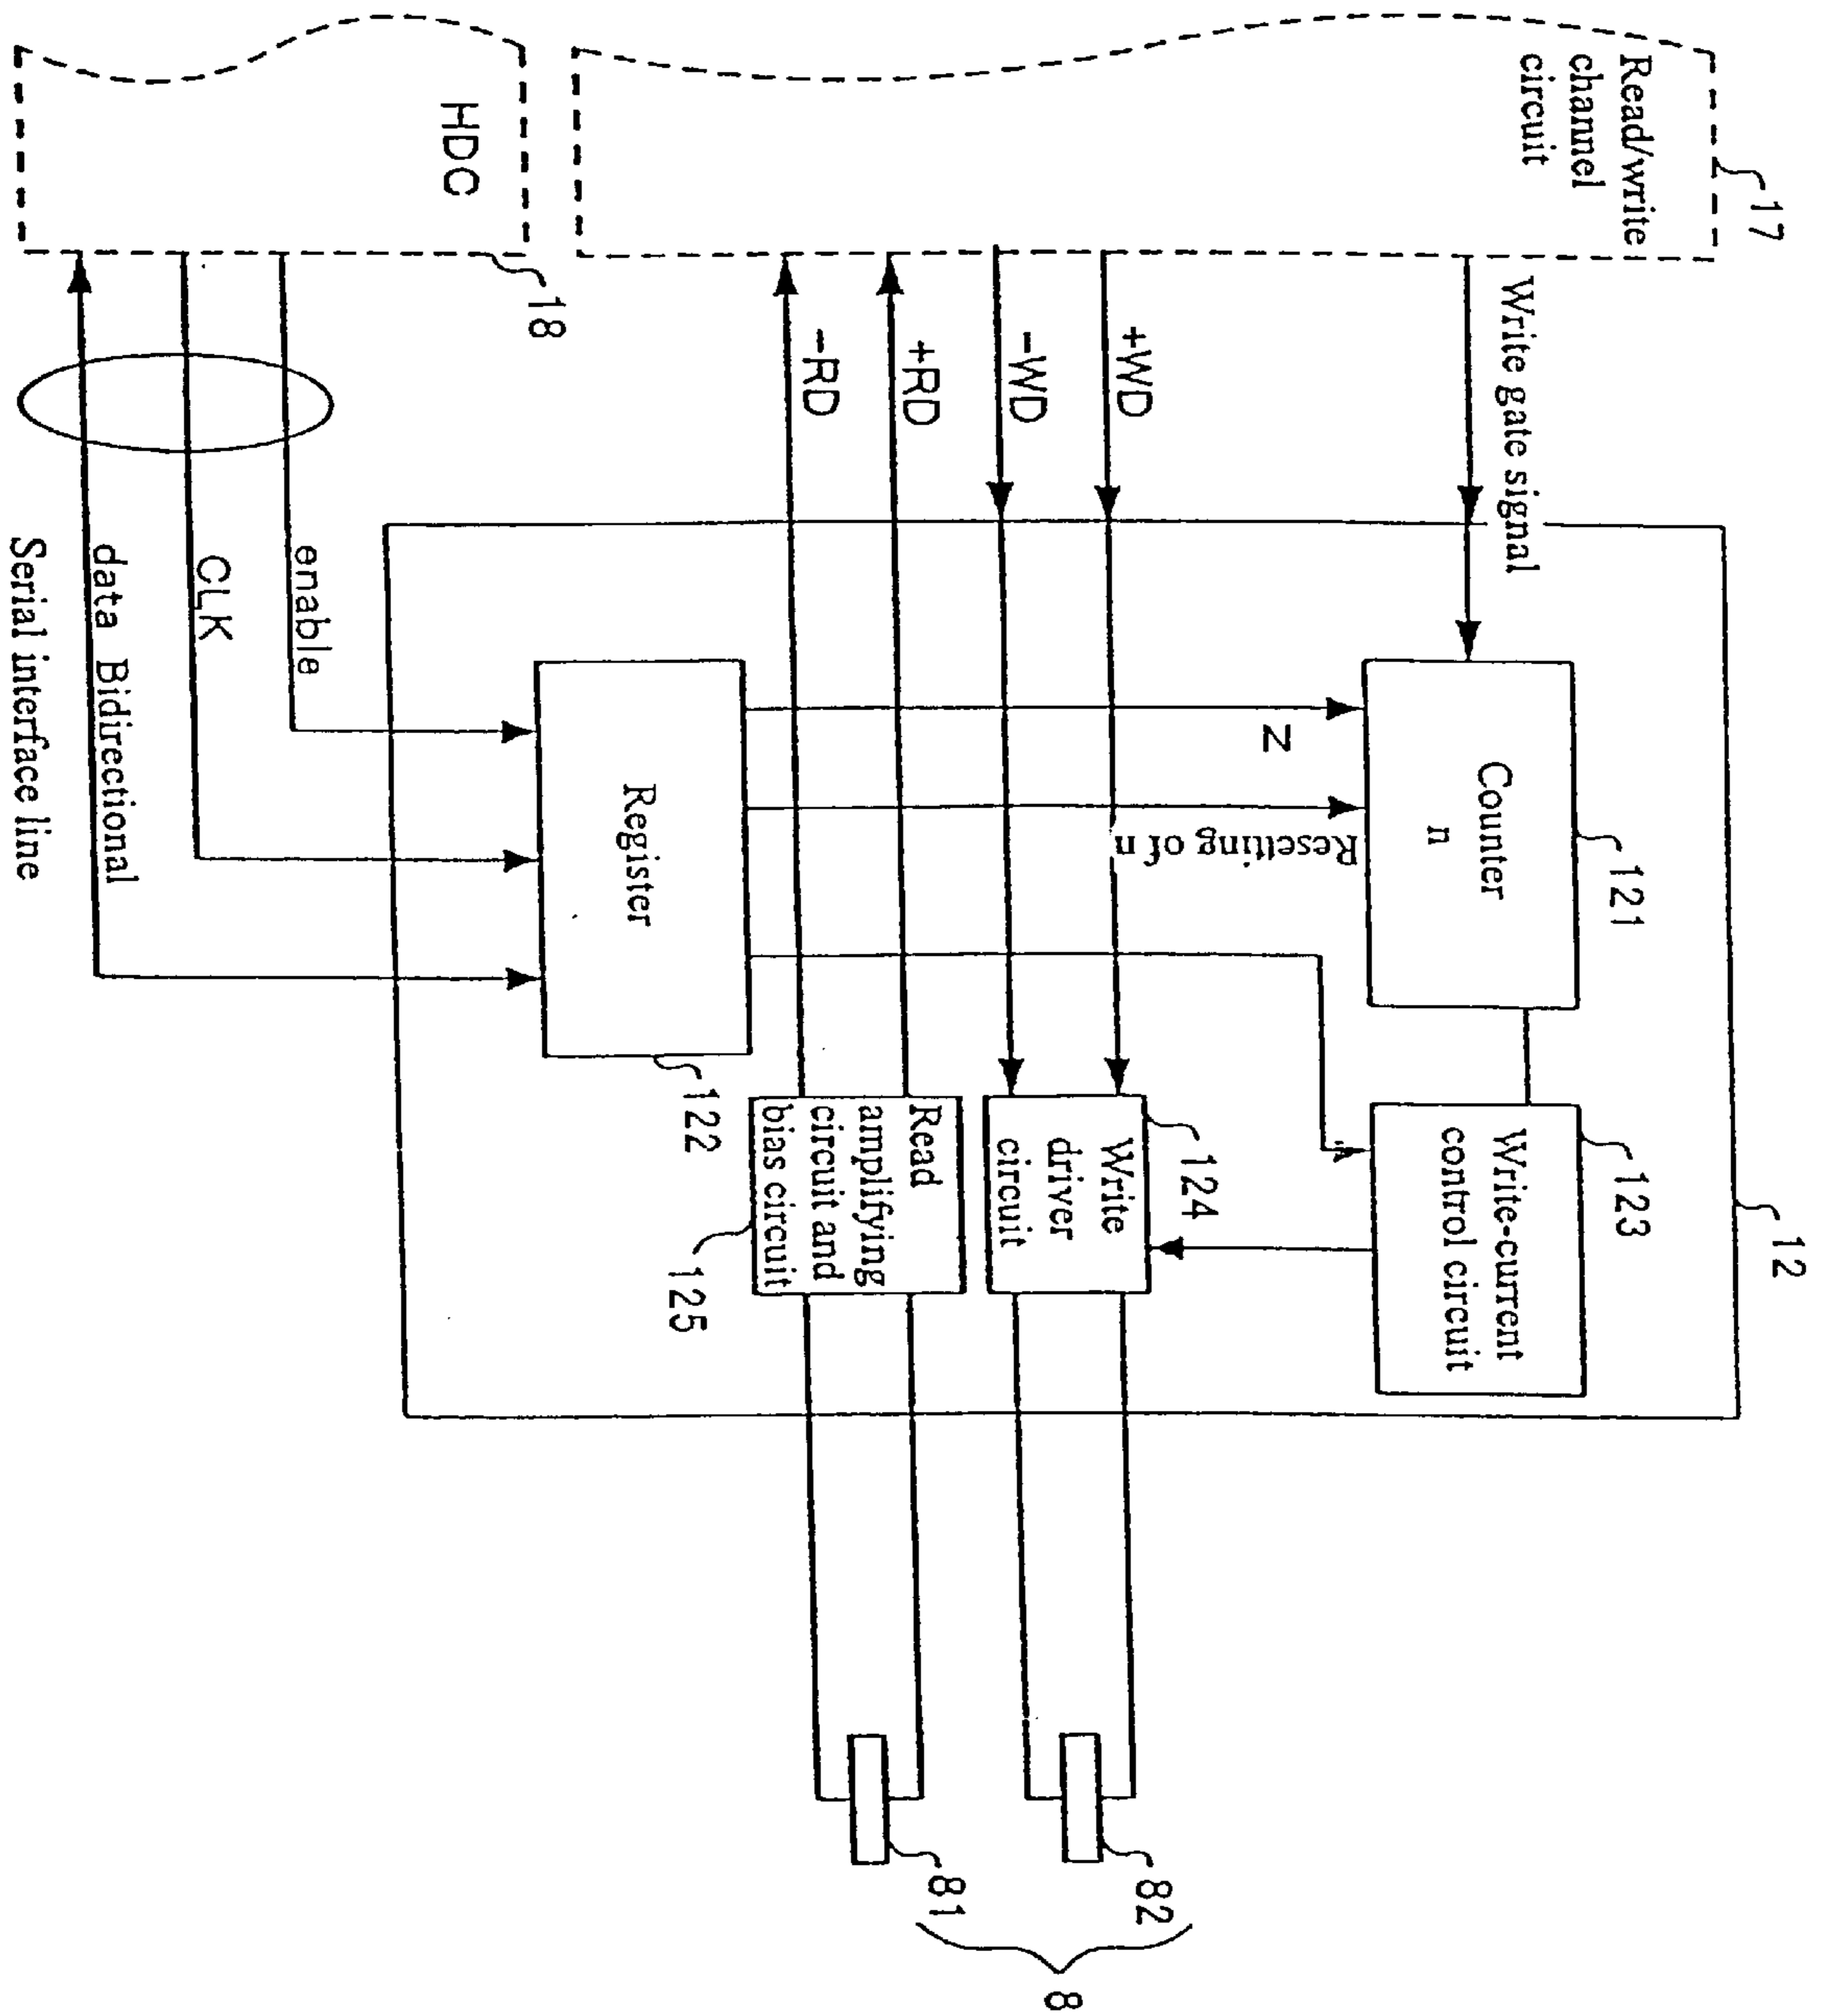 Read/write
channel
circuit
17
Write gate signal
+WD
-WD
+RD
-RD
HDC
18
enable
CLK
data Bidirectional
Serial interface line
Counter
n
121
N
Resetting of n
Register
122
Write-current
control circuit
123
12
Write
driver
circuit
124
Read
amplifying
circuit and
bias circuit
125
82
81
8